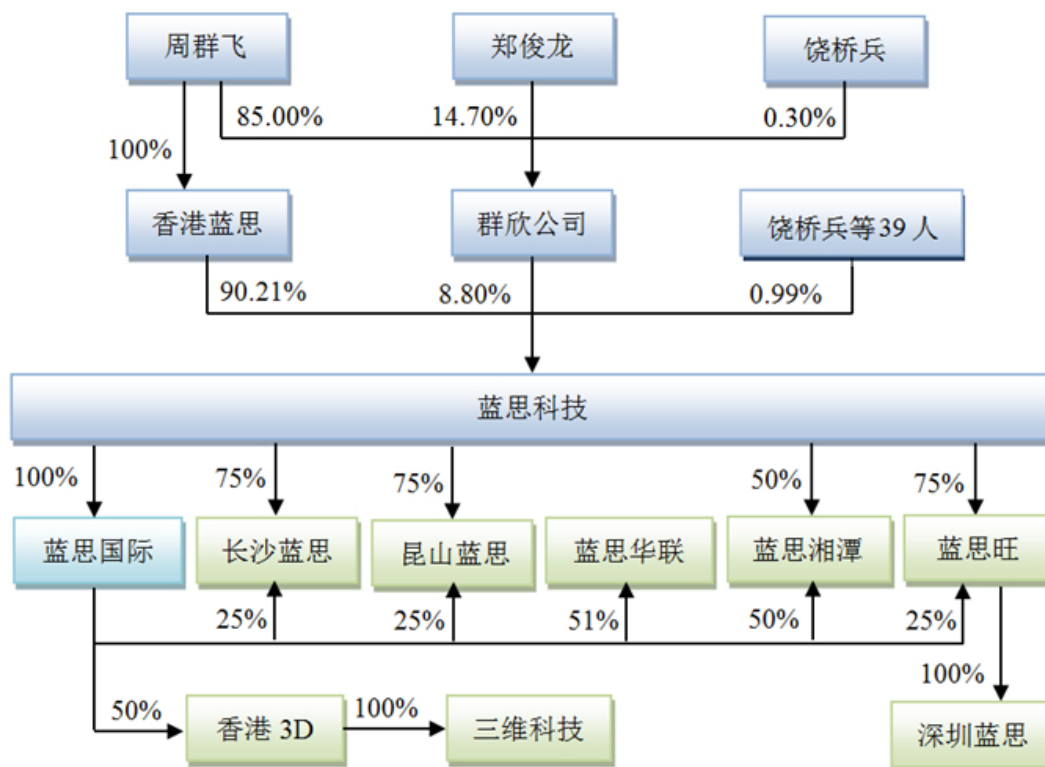 周群飞
郑俊龙
饶桥兵
85.00%
14.70%
0.30%
100%
香港蓝思
群欣公司
饶桥兵等39人
90.21%
8.80%
0.99%
蓝思科技
100%
75%
75%
50%
75%
蓝思国际
长沙蓝思
昆山蓝思
蓝思华联
蓝思湘潭
蓝思旺
25%
25%
51%
50%
25%
100%
50%
香港 3D
100%
三维科技
深圳蓝思